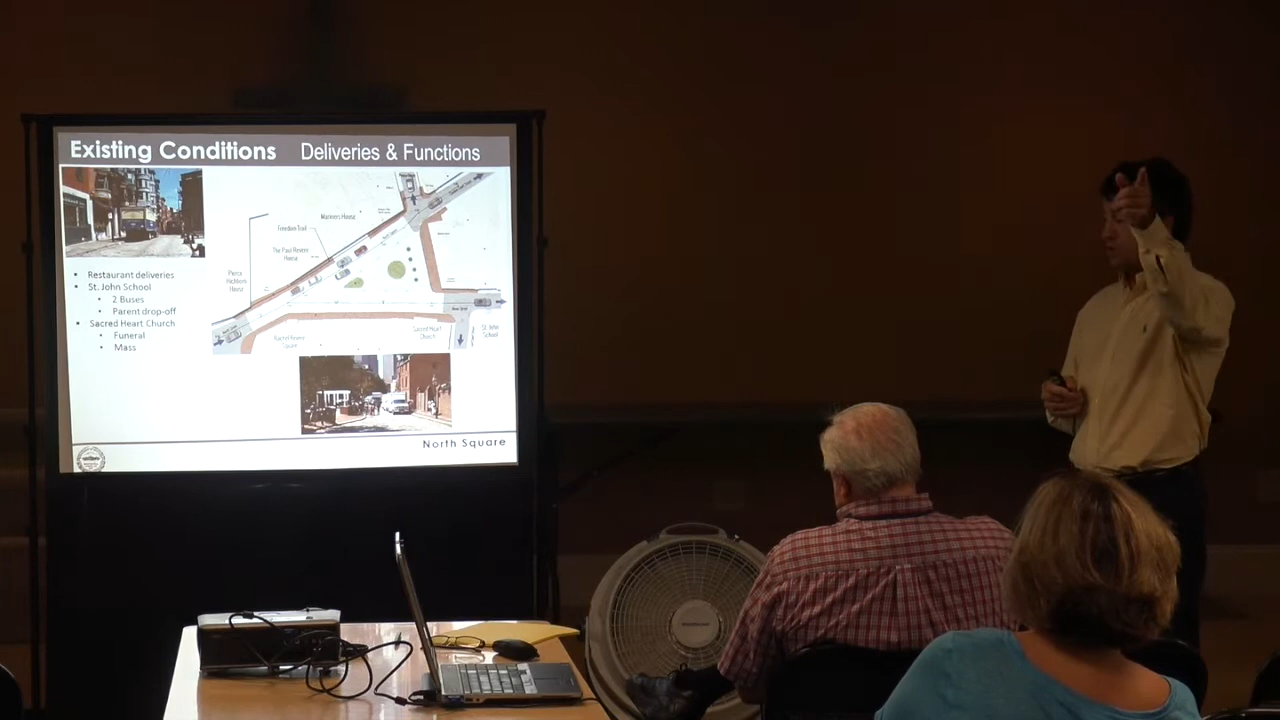 Existing Conditions Deliveries & Functions
Mariners House
Freedom Trail
The Paul Revere
House
Pierce
Hichborn
House
• Restaurant deliveries
• St. John School
• 2 Buses
• Parent drop-off
• Sacred Heart Church
• Funeral
• Mass
Rachel Revere
Square
Sacred Heart
Church
St. John
School
North Square